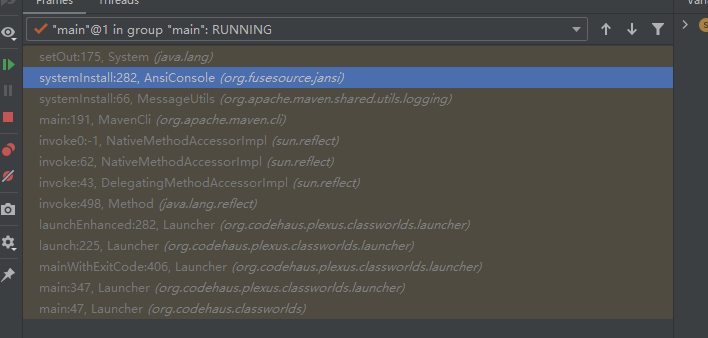 Frames Threads
"main"@1 in group "main": RUNNING
setOut:175, System (java.lang)
systemInstall:282, AnsiConsole (org.fusesource.jansi)
systemInstall:66, MessageUtils (org.apache.maven.shared.utils.logging)
main:191, MavenCli (org.apache.maven.cli)
invoke0:-1, NativeMethodAccessorImpl (sun.reflect)
invoke:62, NativeMethodAccessorImpl (sun.reflect)
invoke:43, DelegatingMethodAccessorImpl (sun.reflect)
invoke:498, Method (java.lang.reflect)
launchEnhanced:282, Launcher (org.codehaus.plexus.classworlds.launcher)
launch:225, Launcher (org.codehaus.plexus.classworlds.launcher)
mainWithExitCode:406, Launcher (org.codehaus.plexus.classworlds.launcher)
main:347, Launcher (org.codehaus.plexus.classworlds.launcher)
main:47, Launcher (org.codehaus.classworlds)